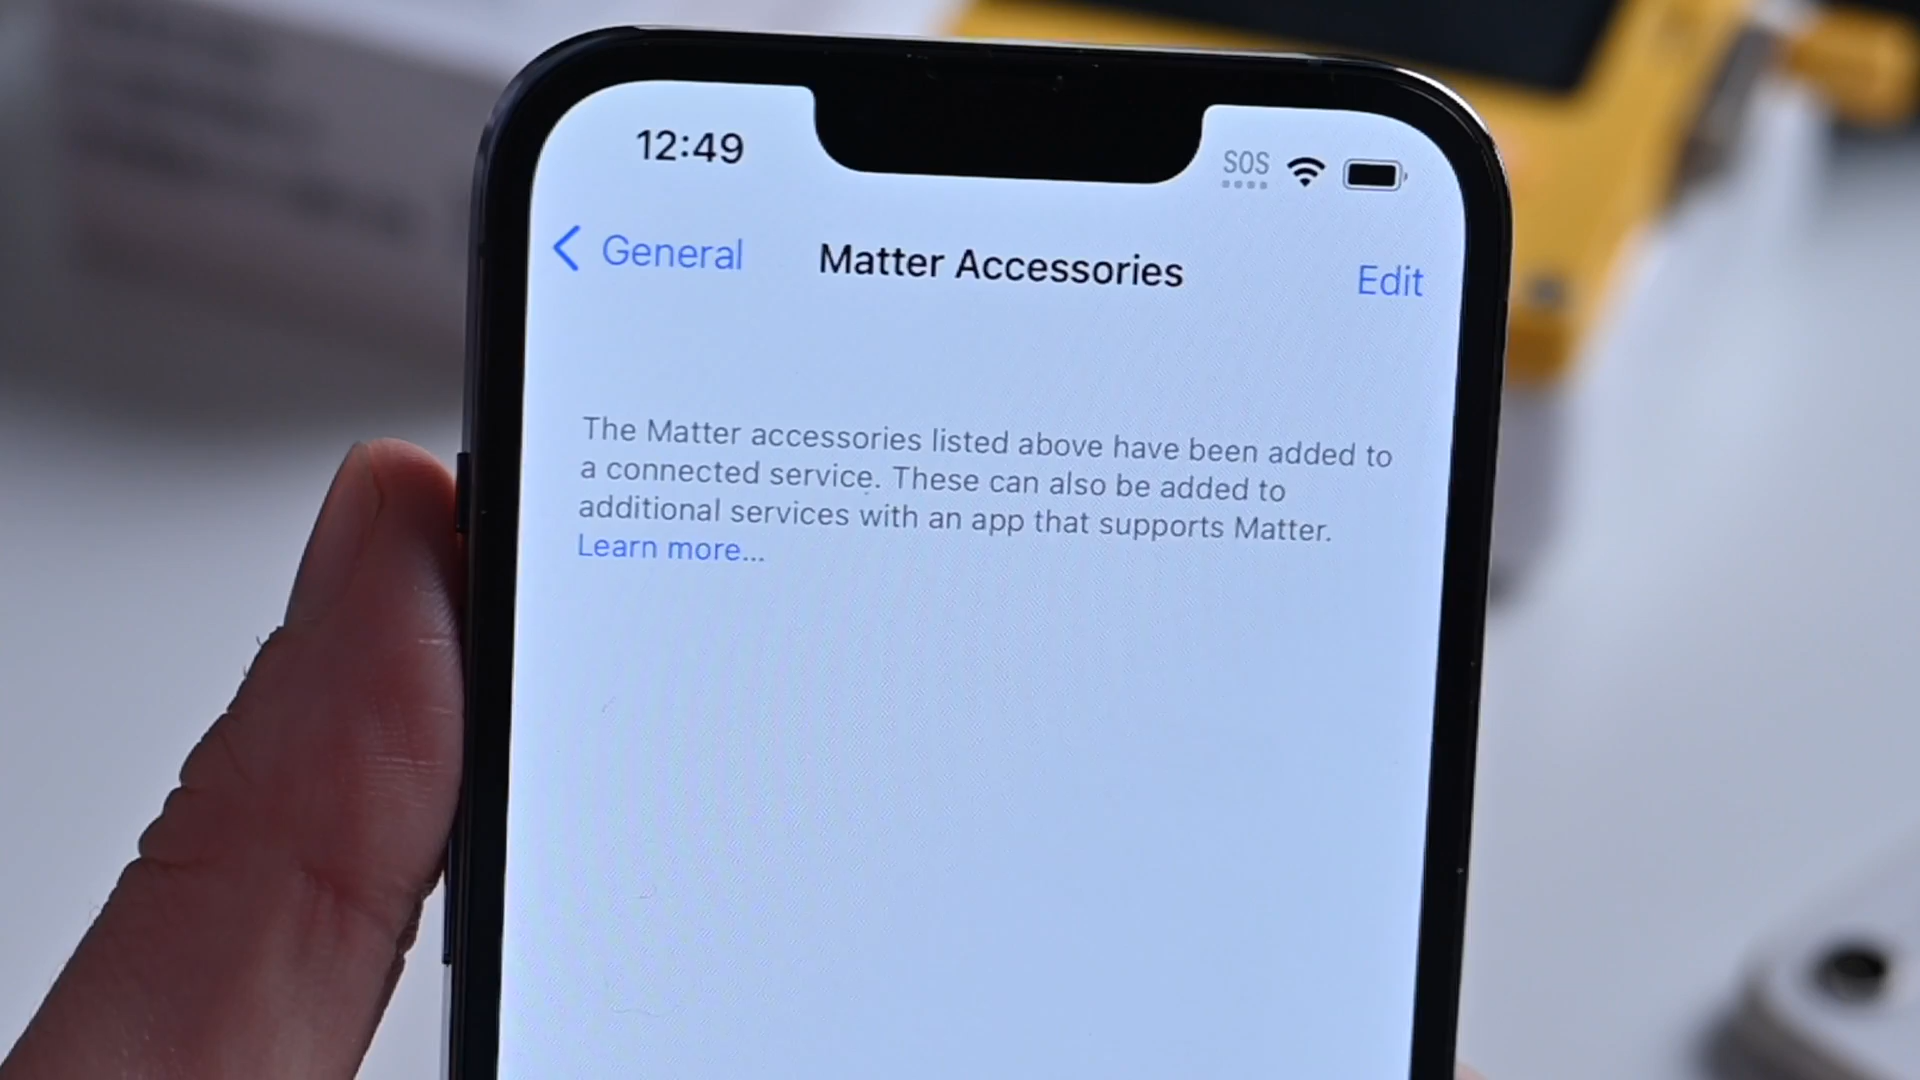 12:49
SOS
General
Matter Accessories
Edit
The Matter accessories listed above have been added to
a connected service. These can also be added to
additional services with an app that supports Matter.
Learn more...